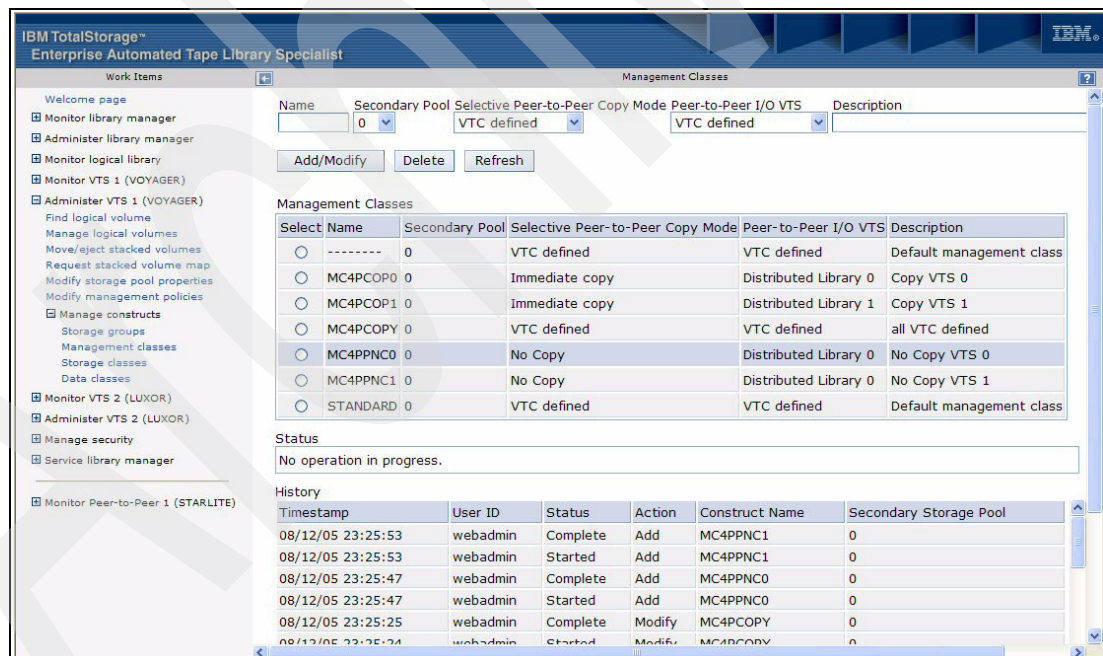 IBM TotalStorage™
Enterprise Automated Tape Library Specialist
IBM®
Work Items
Management Classes
?
Welcome page
Monitor library manager
Administer library manager
Monitor logical library
Monitor VTS 1 (VOYAGER)
Administer VTS 1 (VOYAGER)
Find logical volume
Manage logical volumes
Move/eject stacked volumes
Request stacked volume map
Modify storage pool properties
Modify management policies
Manage constructs
Storage groups
Management classes
Storage classes
Data classes
Monitor VTS 2 (LUXOR)
Administer VTS 2 (LUXOR)
Manage security
Service library manager
Monitor Peer-to-Peer 1 (STARLITE)
Name Secondary Pool Selective Peer-to-Peer Copy Mode Peer-to-Peer I/O VTS Description
0 VTC defined VTC defined
Add/Modify Delete Refresh
Management Classes
Select Name Secondary Pool Selective Peer-to-Peer Copy Mode Peer-to-Peer I/O VTS Description
-------- 0 VTC defined VTC defined Default management class
MC4PCOP0 0 Immediate copy Distributed Library 0 Copy VTS 0
MC4PCOP1 0 Immediate copy Distributed Library 1 Copy VTS 1
MC4PCOPY 0 VTC defined VTC defined all VTC defined
MC4PPNC0 0 No Copy Distributed Library 0 No Copy VTS 0
MC4PPNC1 0 No Copy Distributed Library 0 No Copy VTS 1
STANDARD 0 VTC defined VTC defined Default management class
Status
No operation in progress.
History
Timestamp User ID Status Action Construct Name Secondary Storage Pool
08/12/05 23:25:53 webadmin Complete Add MC4PPNC1 0
08/12/05 23:25:53 webadmin Started Add MC4PPNC1 0
08/12/05 23:25:47 webadmin Complete Add MC4PPNC0 0
08/12/05 23:25:47 webadmin Started Add MC4PPNC0 0
08/12/05 23:25:25 webadmin Complete Modify MC4PCOPY 0
08/12/05 23:25:24 webadmin Started Modify MC4PCOPY 0